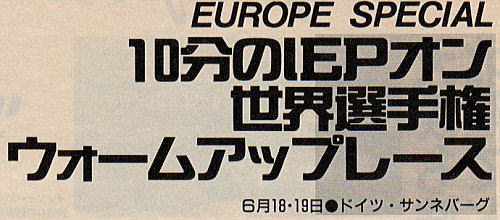 EUROPE SPECIAL
10分のIEPオン
世界選手権
ウォームアップレース
6月18・19日●ドイツ・サンネバーグ